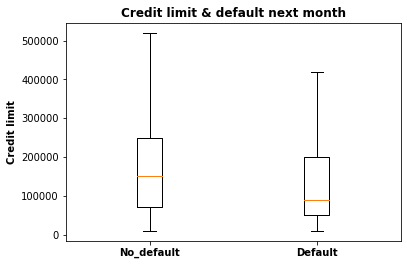 Credit limit & default next month
Credit limit
500000
400000
300000
200000
100000
0
No_default
Default